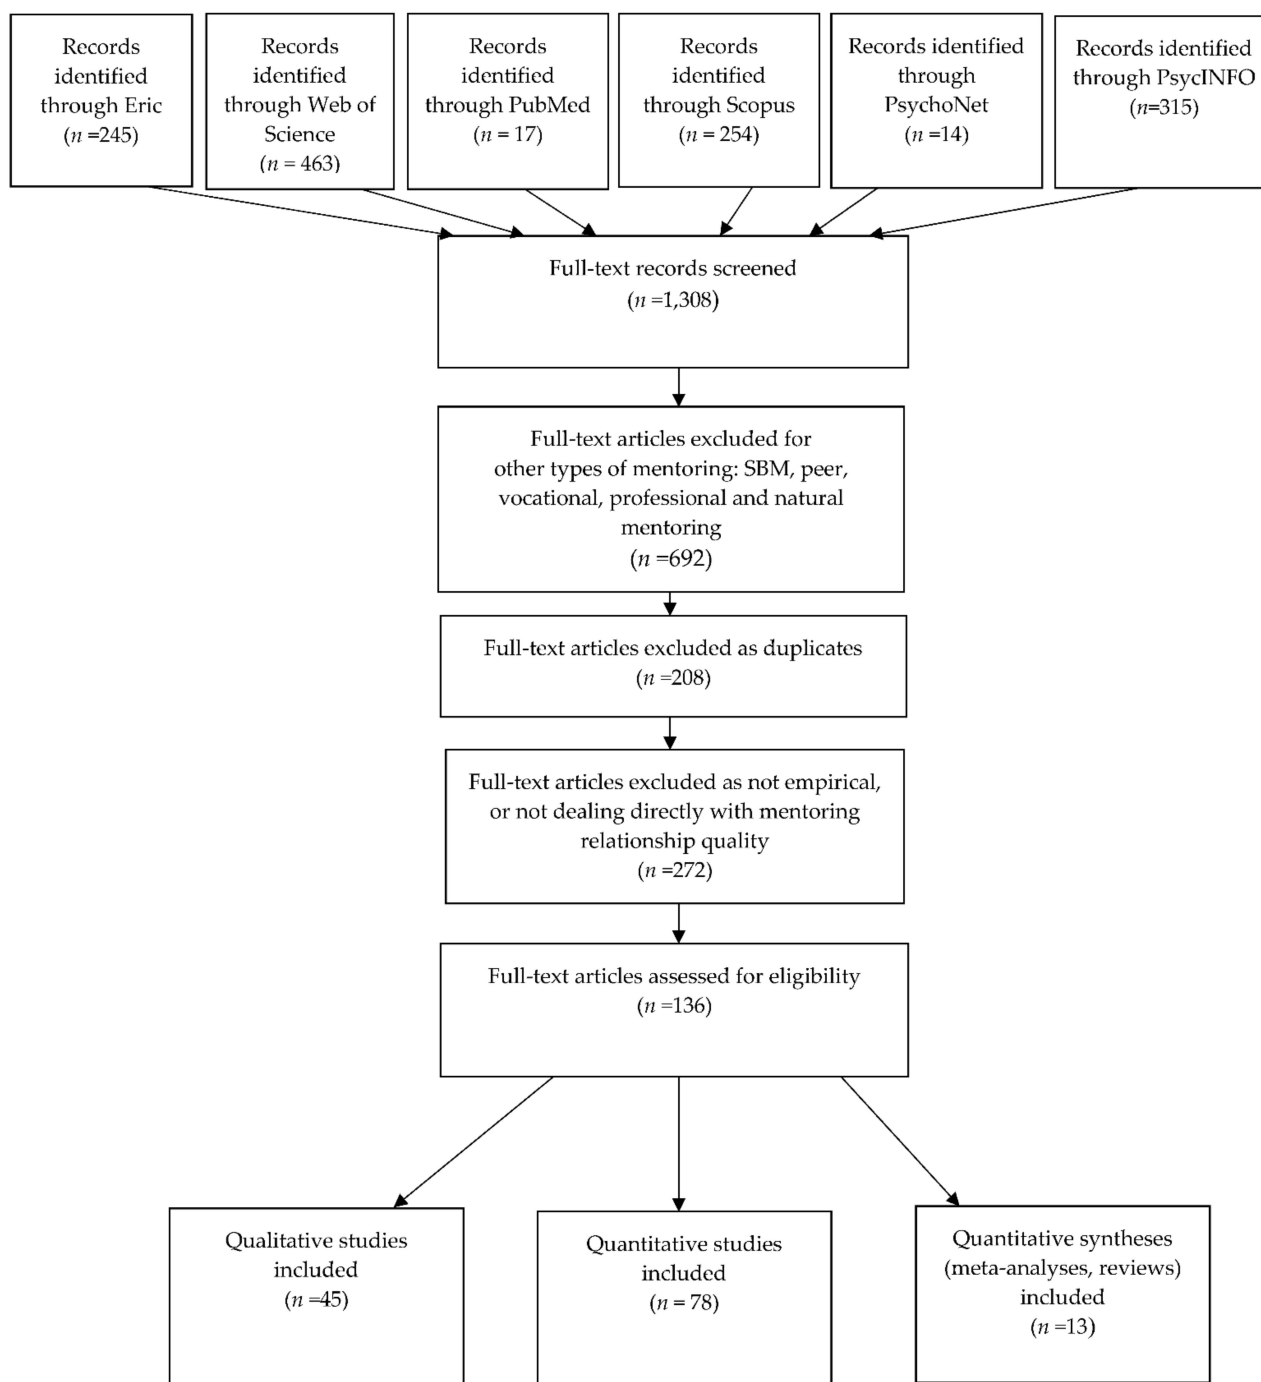 Records
identified
through Eric
(n =245)
Records
identified
through Web of
Science
(n = 463)
Records
identified
through PubMed
(n = 17)
Records
identified
through Scopus
(n = 254)
Records identified
through
PsychoNet
(n =14)
Records identified
through PsycINFO
(n=315)
Full-text records screened
(n =1,308)
Full-text articles excluded for
other types of mentoring: SBM, peer,
vocational, professional and natural
mentoring
(n =692)
Full-text articles excluded as duplicates
(n =208)
Full-text articles excluded as not empirical,
or not dealing directly with mentoring
relationship quality
(n =272)
Full-text articles assessed for eligibility
(n =136)
Qualitative studies
included
(n =45)
Quantitative studies
included
(n = 78)
Quantitative syntheses
(meta-analyses, reviews)
included
(n =13)